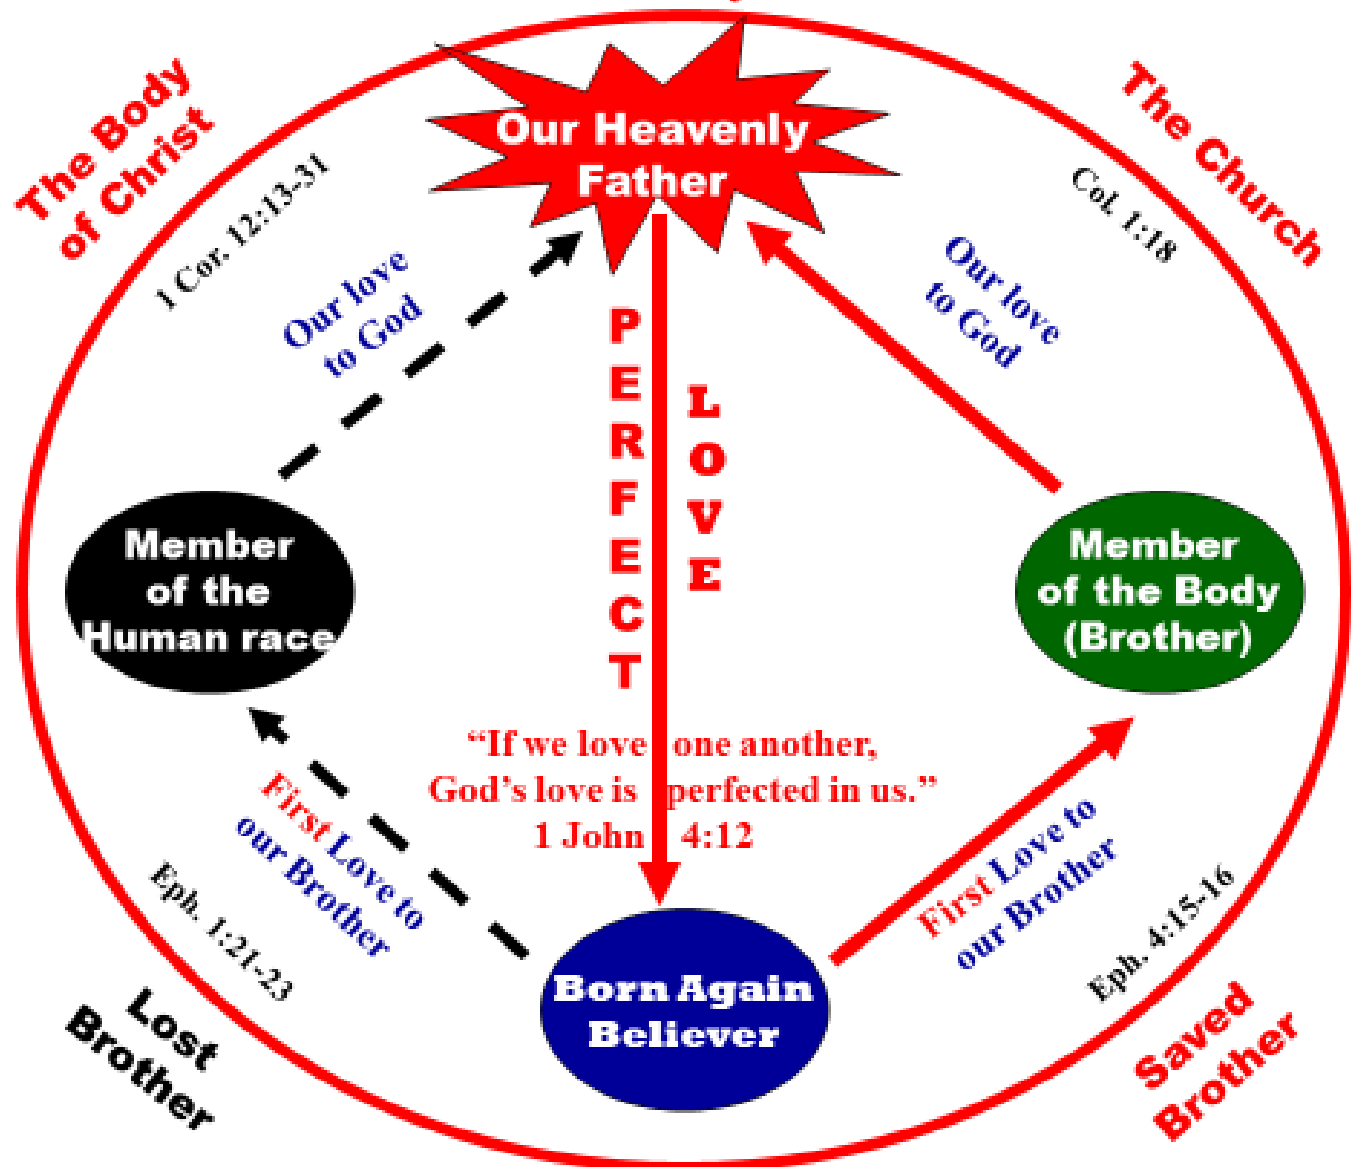 The Body
of Christ
The Church
Our Heavenly
Father
1 Cor. 12:13-31
Col. 1:18
Our love
to God
Our love
to God
PERFECT
LOVE
Member
of the
Human race
Member
of the Body
(Brother)
“If we love one another,
God’s love is perfected in us.”
1 John 4:12
First Love to
our Brother
First Love to
our Brother
Eph. 1:21-23
Eph. 4:15-16
Born Again
Believer
Lost
Brother
Saved
Brother